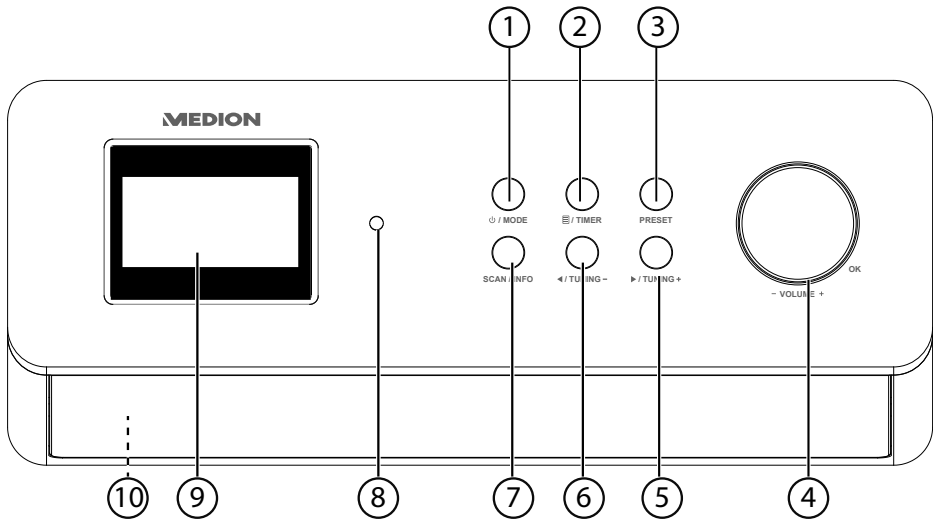 1 2 3
MEDION
⏻ / MODE
≣ / TIMER
PRESET
SCAN / INFO
◀ / TUNING −
▶ / TUNING +
OK
− VOLUME +
10 9 8 7 6 5 4